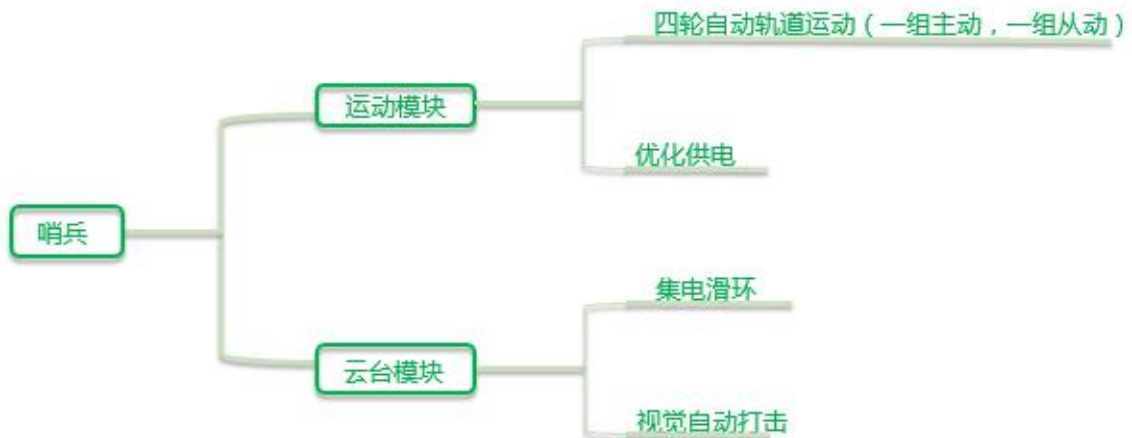 四轮自动轨道运动（一组主动，一组从动）
运动模块
优化供电
哨兵
集电滑环
云台模块
视觉自动打击